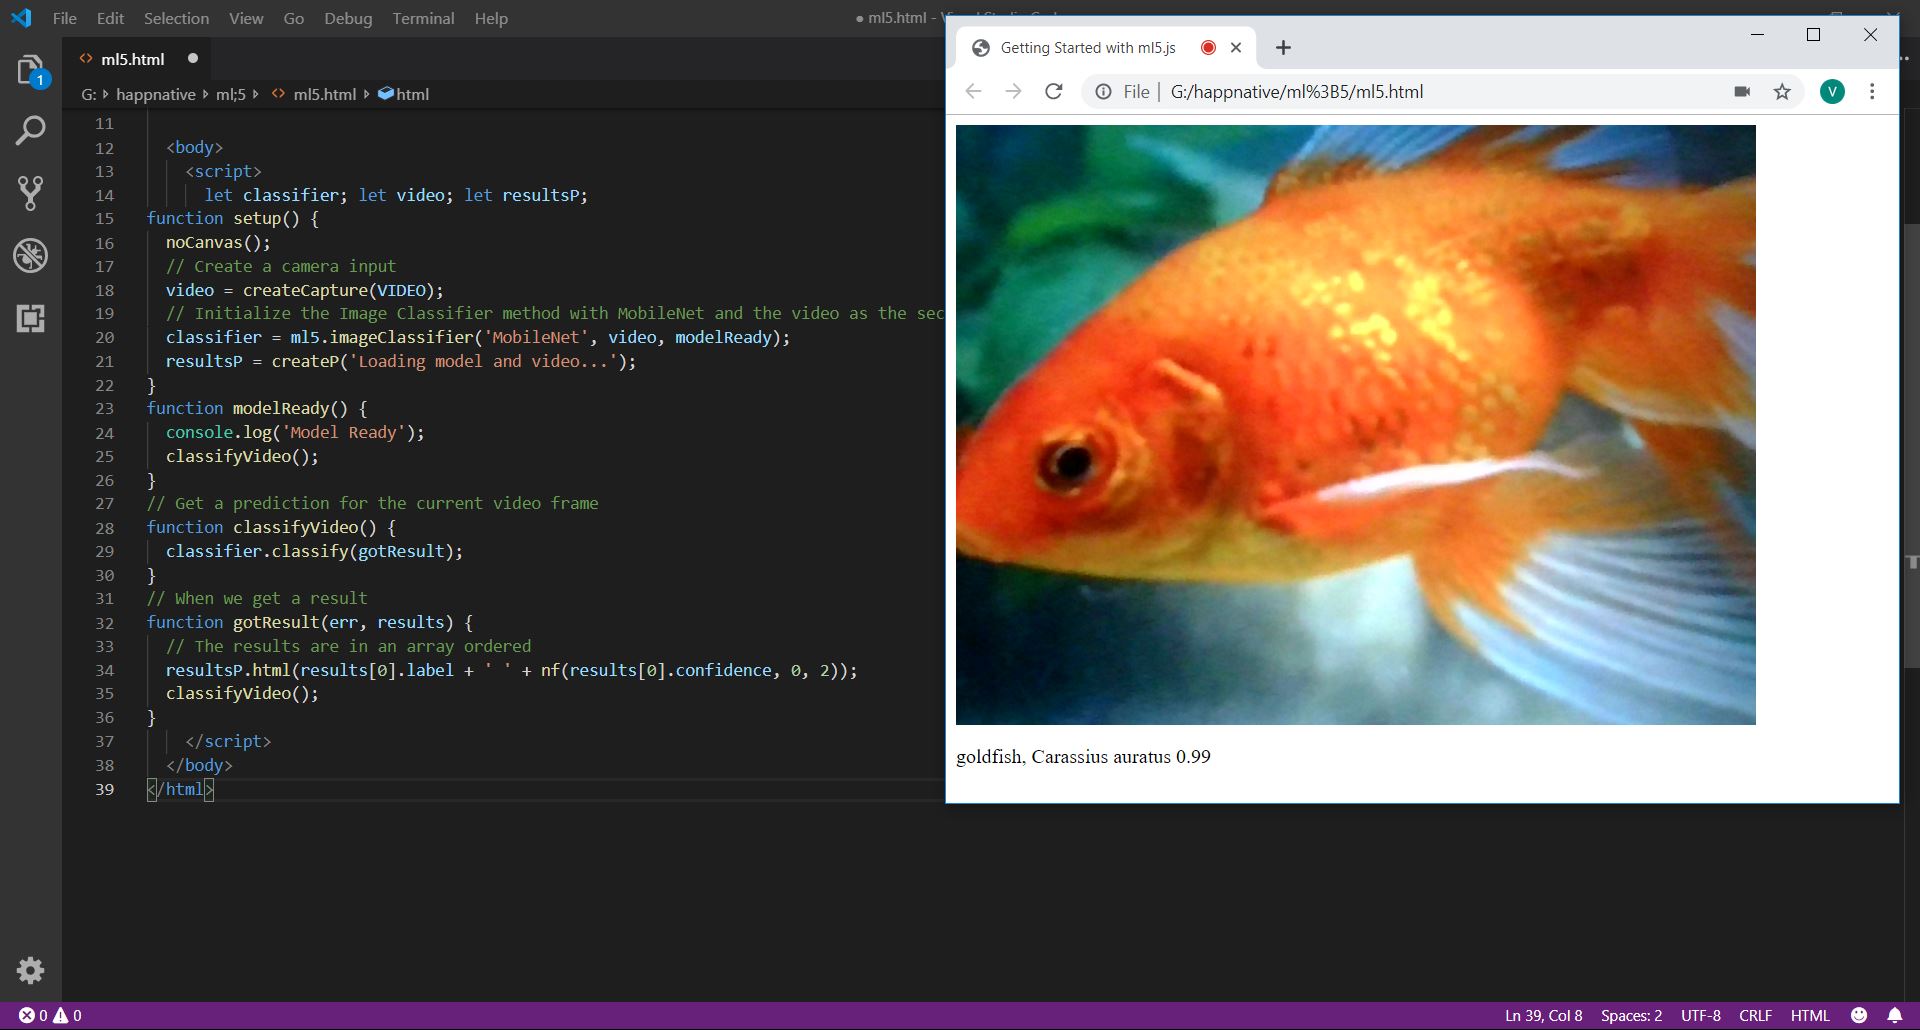 File Edit Selection View Go Debug Terminal Help
● ml5.html -
ml5.html ●
1
G: › happnative › ml;5 › ml5.html › html
11
12 <body>
13 <script>
14 let classifier; let video; let resultsP;
15 function setup() {
16 noCanvas();
17 // Create a camera input
18 video = createCapture(VIDEO);
19 // Initialize the Image Classifier method with MobileNet and the video as the sec
20 classifier = ml5.imageClassifier('MobileNet', video, modelReady);
21 resultsP = createP('Loading model and video...');
22 }
23 function modelReady() {
24 console.log('Model Ready');
25 classifyVideo();
26 }
27 // Get a prediction for the current video frame
28 function classifyVideo() {
29 classifier.classify(gotResult);
30 }
31 // When we get a result
32 function gotResult(err, results) {
33 // The results are in an array ordered
34 resultsP.html(results[0].label + ' ' + nf(results[0].confidence, 0, 2));
35 classifyVideo();
36 }
37 </script>
38 </body>
39 </html>
Getting Started with ml5.js
File | G:/happnative/ml%3B5/ml5.html
V
goldfish, Carassius auratus 0.99
0 0
Ln 39, Col 8 Spaces: 2 UTF-8 CRLF HTML